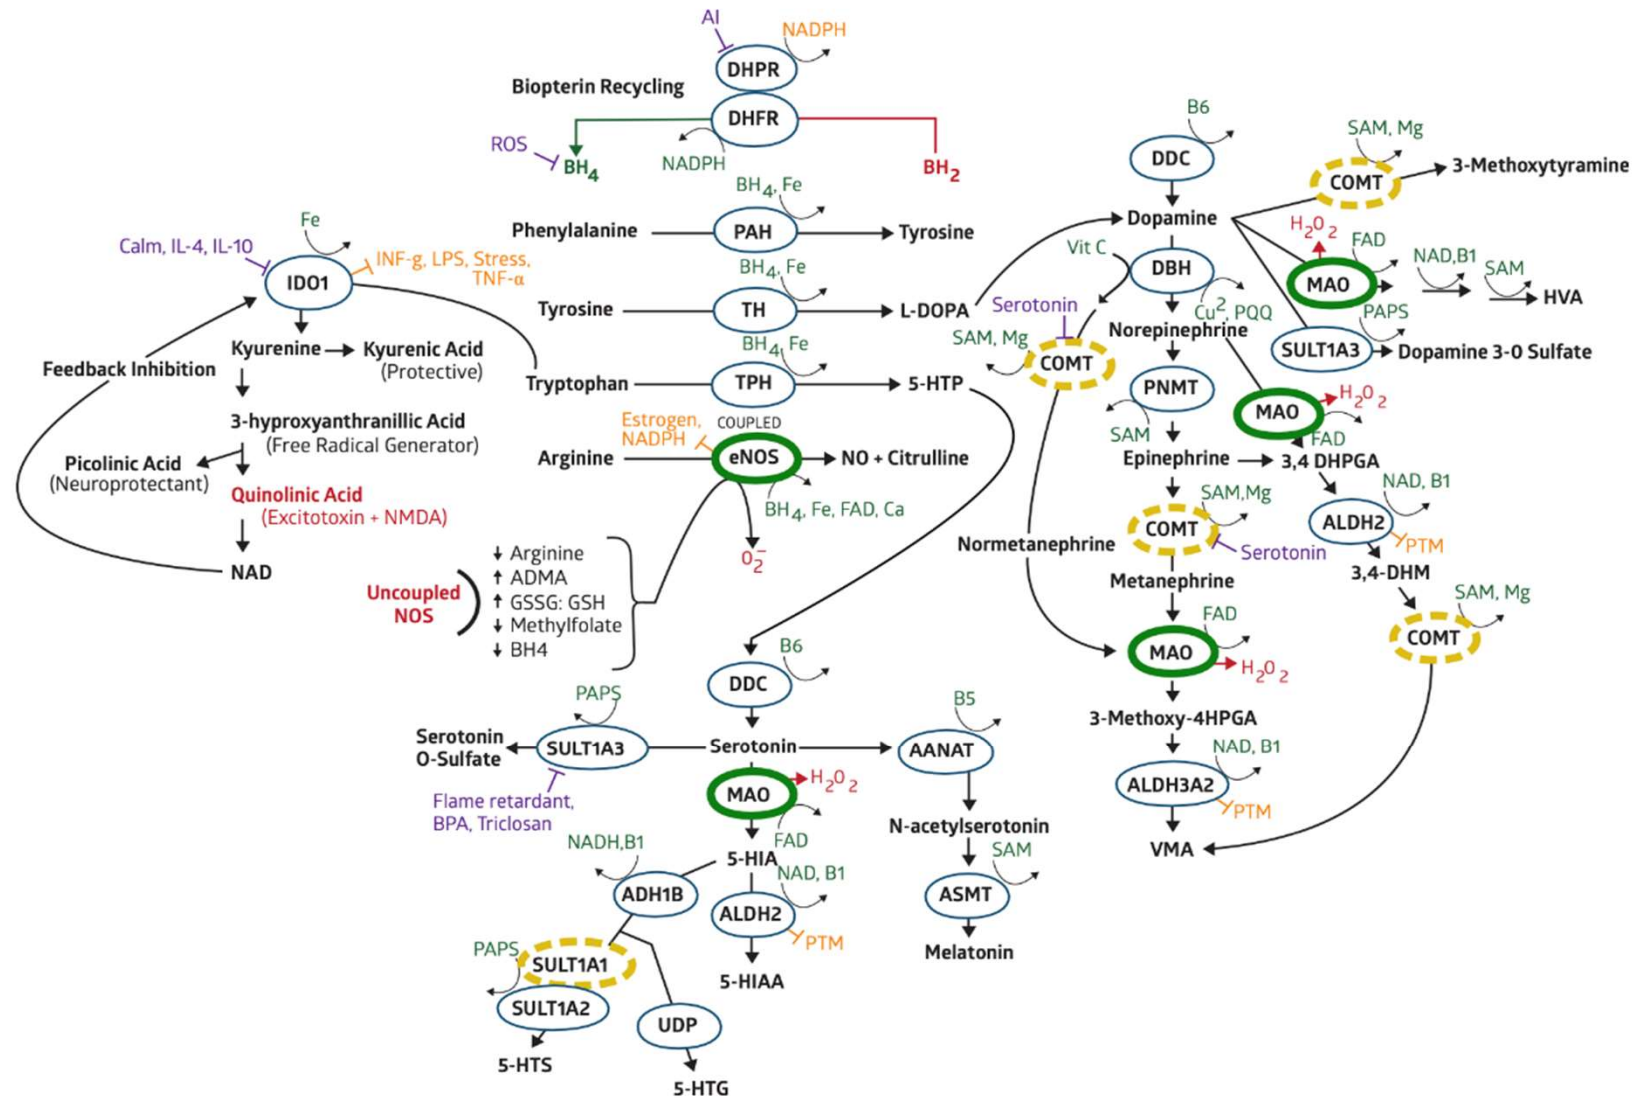 AI
NADPH
DHPR
Biopterin Recycling
DHFR
NADPH
ROS
BH4
BH2
BH4, Fe
Phenylalanine
PAH
Tyrosine
BH4, Fe
Tyrosine
TH
L-DOPA
BH4, Fe
Tryptophan
TPH
5-HTP
Estrogen,
NADPH
COUPLED
Arginine
eNOS
NO + Citrulline
BH4, Fe, FAD, Ca
O2-
Uncoupled
NOS
Arginine
ADMA
GSSG: GSH
Methylfolate
BH4
Fe
Calm, IL-4, IL-10
IDO1
INF-g, LPS, Stress,
TNF-α
Kyurenine
Kyurenic Acid
(Protective)
Feedback Inhibition
3-hyproxyanthranillic Acid
(Free Radical Generator)
Picolinic Acid
(Neuroprotectant)
Quinolinic Acid
(Excitotoxin + NMDA)
NAD
B6
DDC
PAPS
Serotonin
O-Sulfate
SULT1A3
Serotonin
Flame retardant,
BPA, Triclosan
B5
AANAT
N-acetylserotonin
SAM
ASMT
Melatonin
MAO
H2O2
FAD
5-HIA
NADH,B1
ADH1B
NAD, B1
ALDH2
PTM
5-HIAA
PAPS
SULT1A1
SULT1A2
5-HTS
UDP
5-HTG
B6
DDC
Dopamine
SAM, Mg
COMT
3-Methoxytyramine
H2O2
FAD
MAO
NAD,B1
SAM
HVA
PAPS
SULT1A3
Dopamine 3-0 Sulfate
Vit C
DBH
Cu2, PQQ
Norepinephrine
Serotonin
SAM, Mg
COMT
PNMT
SAM
MAO
H2O2
FAD
Epinephrine
3,4 DHPGA
SAM,Mg
COMT
Serotonin
NAD, B1
ALDH2
PTM
Normetanephrine
Metanephrine
3,4-DHM
SAM, Mg
COMT
FAD
MAO
H2O2
3-Methoxy-4HPGA
NAD, B1
ALDH3A2
PTM
VMA